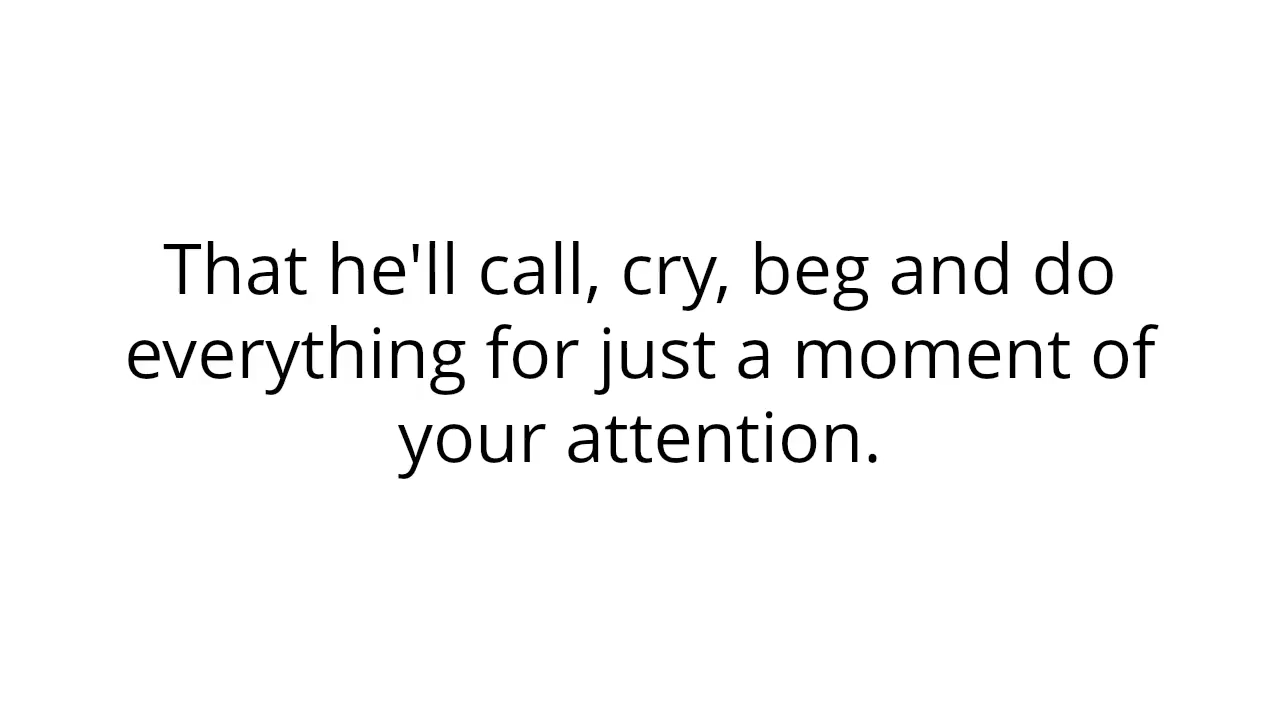 That he'll call, cry, beg and do
everything for just a moment of
your attention.